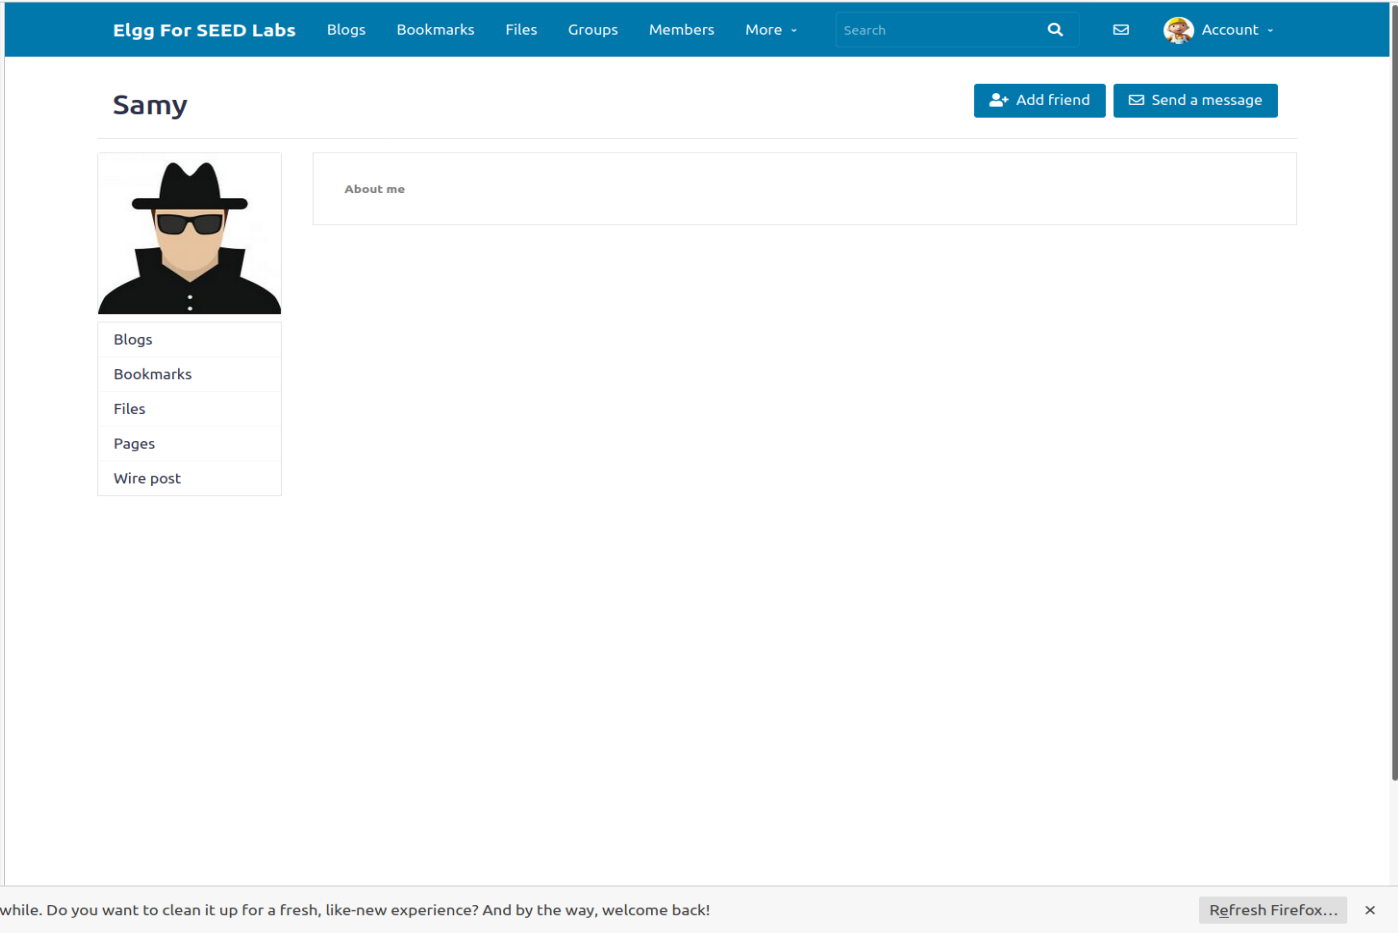 Elgg For SEED Labs Blogs Bookmarks Files Groups Members More Search Account
Samy
Add friend Send a message
About me
Blogs
Bookmarks
Files
Pages
Wire post
while. Do you want to clean it up for a fresh, like-new experience? And by the way, welcome back! Refresh Firefox...